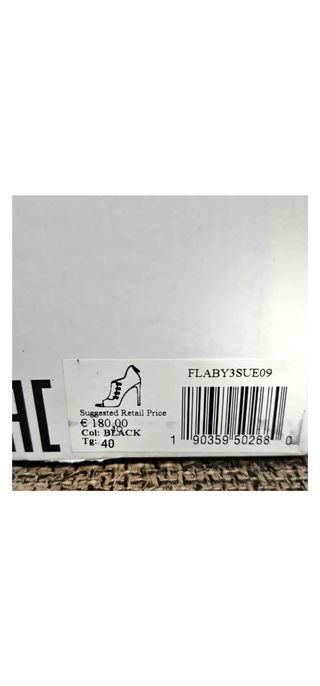 FLABY3SUE09
Suggested Retail Price
€ 180.00
Col: BLACK
Tg: 40
1 90359 50268 0